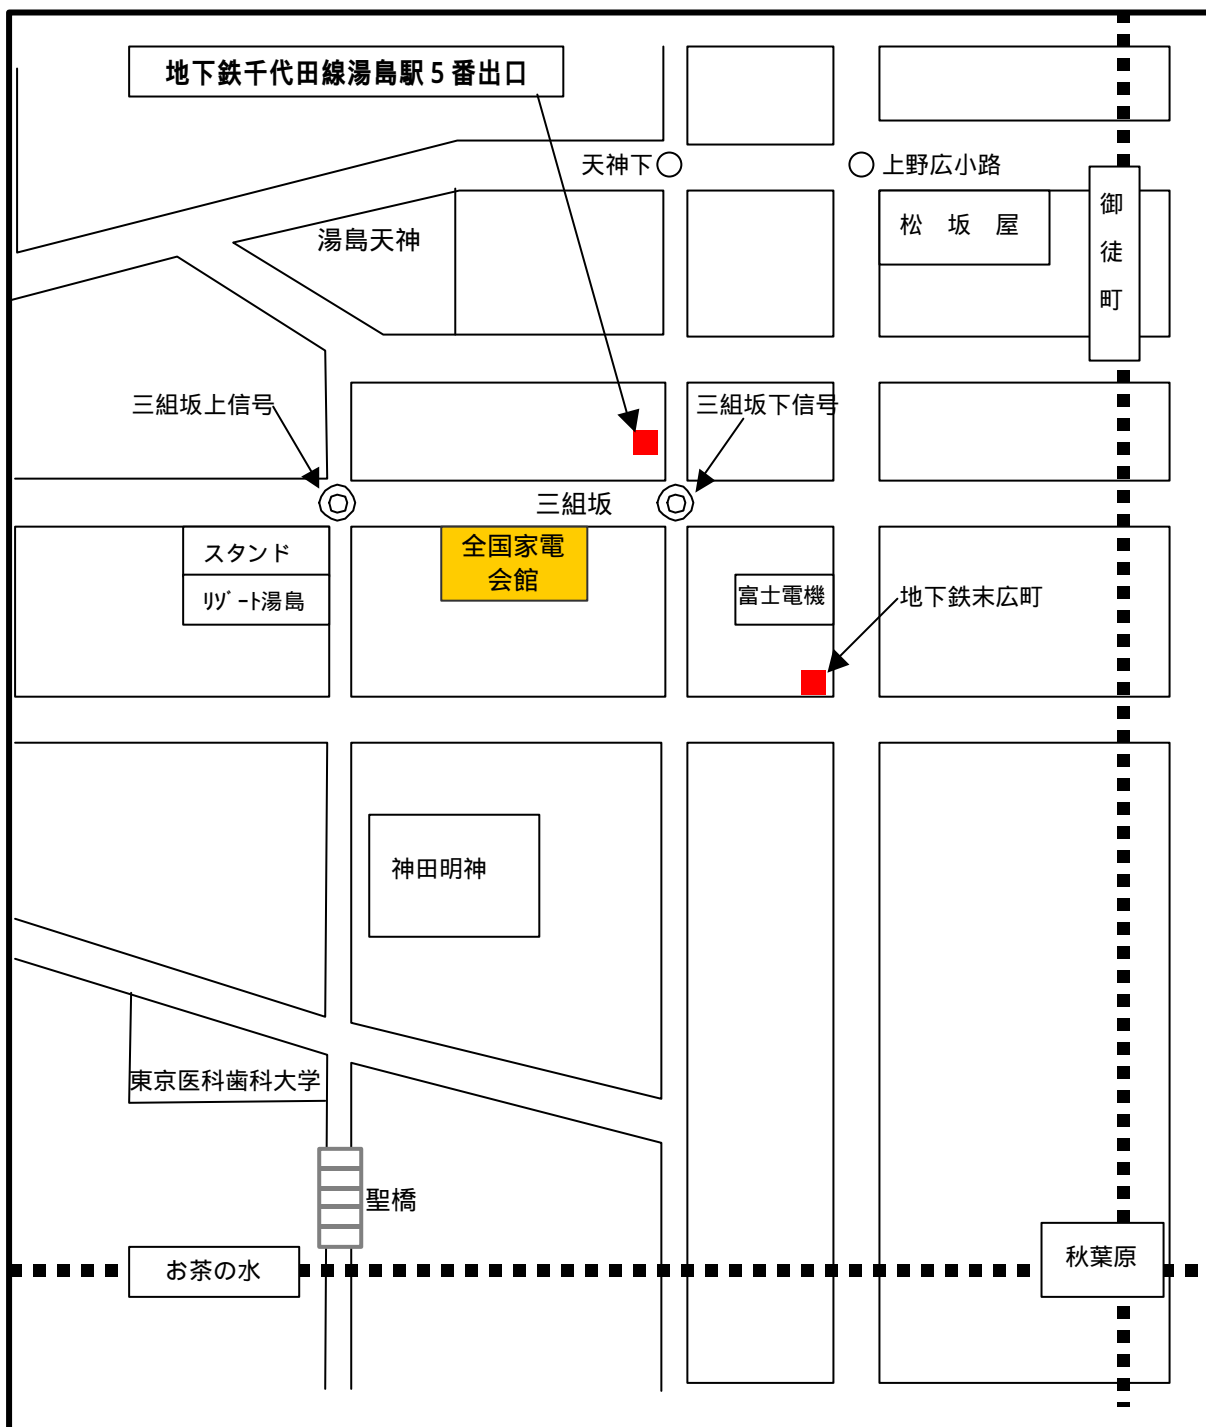 地下鉄千代田線湯島駅5番出口
天神下
上野広小路
御徒町
松 坂 屋
湯島天神
三組坂上信号
三組坂下信号
三組坂
全国家電
会館
スタンド
リゾート湯島
富士電機
地下鉄末広町
神田明神
東京医科歯科大学
聖橋
お茶の水
秋葉原